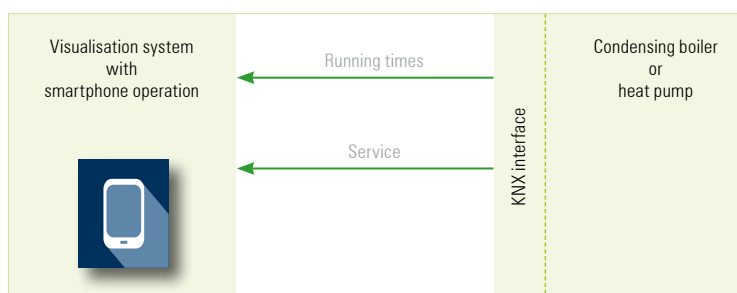 Visualisation system
with
smartphone operation
Running times
Service
KNX interface
Condensing boiler
or
heat pump